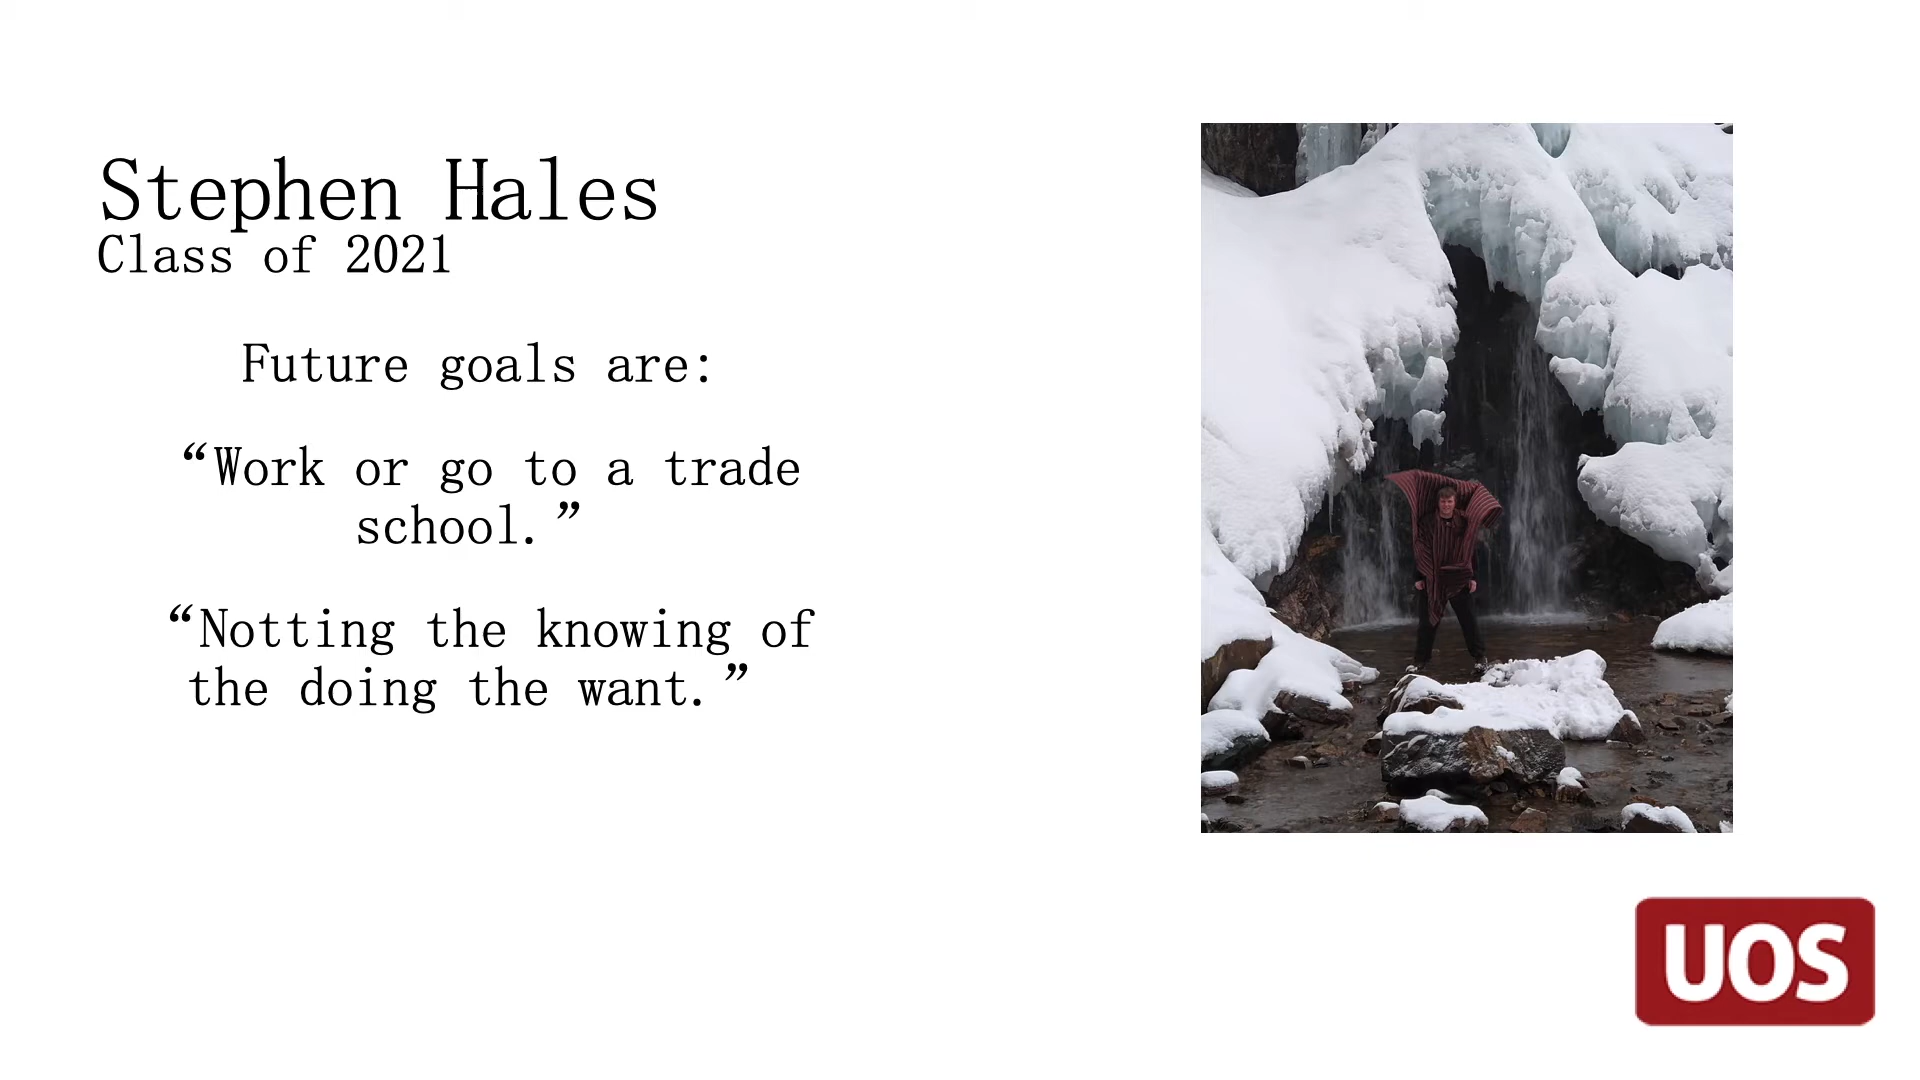 Stephen Hales
Class of 2021
Future goals are:
“Work or go to a trade
school.”
“Notting the knowing of
the doing the want.”
UOS